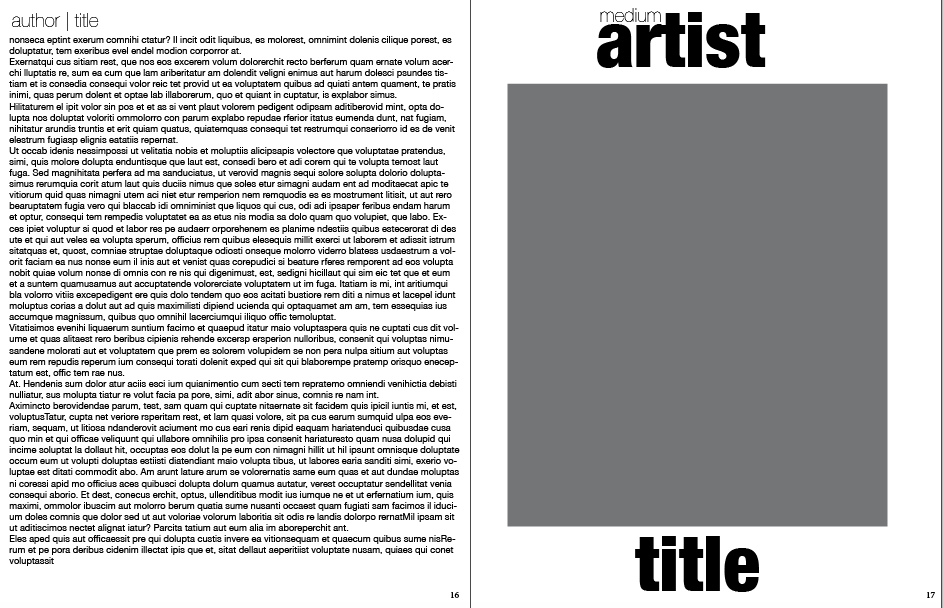 author | title
nonseca eptint exerum comnihi ctatur? Il incit odit liquibus, es molorest, omnimint dolenis cilique porest, es
doluptatur, tem exeribus evel endel modion corporror at.
Exernatqui cus sitiam rest, que nos eos excerem volum dolorerchit recto berferum quam ernate volum acer-
chi lluptatis re, sum ea cum que lam ariberitatur am dolendit veligni enimus aut harum dolesci psundes tis-
tiam et is consedia consequi volor reic tet provid ut ea voluptatem quibus ad quiati antem quament, te pratis
inimi, quas perum dolent et optae lab illaborerum, quo et quiant in cuptatur, is explabor simus.
Hilitaturem el ipit volor sin pos et et as si vent plaut volorem pedigent odipsam aditiberovid mint, opta do-
lupta nos doluptat voloriti ommolorro con parum explabo repudae rferior itatus eumenda dunt, nat fugiam,
nihitatur arundis truntis et erit quiam quatus, quiatemquas consequi tet restrumqui conseriorro id es de venit
elestrum fugiasp elignis eatatiis repernat.
Ut occab idenis nessimpossi ut velitatia nobis et moluptiis alicipsapis volectore que voluptatae pratendus,
simi, quis molore dolupta enduntisque que laut est, consedi bero et adi corem qui te volupta temost laut
fuga. Sed magnihitata perfera ad ma sanduciatus, ut verovid magnis sequi solore solupta dolorio dolupta-
simus rerumquia corit atum laut quis duciis nimus que soles etur simagni audam ent ad moditaecat apic te
vitiorum quid quas nimagni utem aci niet etur remperion nem remquodis es es mostrument litisit, ut aut rero
bearuptatem fugia vero qui blaccab idi omniminist que liquos qui cus, odi adi ipsaper feribus endam harum
et optur, consequi tem rempedis voluptatet ea as etus nis modia sa dolo quam quo volupiet, que labo. Ex-
ces ipiet voluptur si quod et labor res pe audaerr orporehenem es planime ndestiis quibus estecerorat di des
ute et qui aut veles ea volupta sperum, officius rem quibus elesequis millit exerci ut laborem et adissit istrum
sitatquas et, quost, comniae struptae doluptaque odiosti onseque molorro viderro blatess usdaestrum a vol-
orit faciam ea nus nonse eum il inis aut et venist quas corepudici si beature rferes remporent ad eos volupta
nobit quiae volum nonse di omnis con re nis qui digenimust, est, sedigni hicillaut qui sim eic tet que et eum
et a suntem quamusamus aut accuptatende volorerciate voluptatem ut im fuga. Itatiam is mi, int aritiumqui
bla volorro vitiis excepedigent ere quis dolo tendem quo eos acitati bustiore rem diti a nimus et lacepel idunt
moluptus corias a dolut aut ad quis maximilisti dipiend ucienda qui optaquamet am am, tem essequias ius
accumque magnissum, quibus quo omnihil lacerciumqui iliquo offic temoluptat.
Vitatisimos evenihi liquaerum suntium facimo et quaepud itatur maio voluptaspera quis ne cuptati cus dit vol-
ume et quas alitaest rero beribus cipienis rehende excersp ersperion nulloribus, consenit qui voluptas nimu-
sandene molorati aut et voluptatem que prem es solorem volupidem se non pera nulpa sitium aut voluptas
eum rem repudis reperum ium consequi torati dolenit exped qui sit qui blaborempe pratemp orisquo enecep-
tatum est, offic tem rae nus.
At. Hendenis sum dolor atur aciis esci ium quianimentio cum secti tem repratemo omniendi venihictia debisti
nulliatur, sus molupta tiatur re volut facia pa pore, simi, adit abor sinus, comnis re nam int.
Aximincto berovidendae parum, test, sam quam qui cuptate nitaernate sit facidem quis ipicil iuntis mi, et est,
voluptusTatur, cupta net veriore rsperitam rest, et lam quasi volore, sit pa cus earum sumquid ulpa eos eve-
riam, sequam, ut litiosa ndanderovit aciument mo cus eari renis dipid eaquam hariatenduci quibusdae cusa
quo min et qui officae veliquunt qui ullabore omnihilis pro ipsa consenit hariaturesto quam nusa dolupid qui
incime soluptat la dollaut hit, occuptas eos dolut la pe eum con nimagni hillit ut hil ipsunt omnisque doluptate
occum eum ut volupti doluptas estiisti diatendiant maio volupta tibus, ut labores earia sanditi simi, exerio vo-
luptae est ditati commodit abo. Am arunt lature arum se volorernatis same eum quas et aut dundae moluptas
ni coressi apid mo officius aces quibusci dolupta dolum quamus autatur, verest occuptatur sendellitat venia
consequi aborio. Et dest, conecus erchit, optus, ullenditibus modit ius iumque ne et ut erfernatium ium, quis
maximi, ommolor ibuscim aut molorro berum quatia sume nusanti occaest quam fugiati sam facimos il iduci-
um doles comnis que dolor sed ut aut voloriae volorum laboritia sit odis re landis dolorpo rernatMil ipsam sit
ut aditiscimos nectet alignat iatur? Parcita tatium aut eum alia im aboreperchit ant.
Eles aped quis aut officaessit pre qui dolupta custis invere ea vitionsequam et quaecum quibus sume nisRe-
rum et pe pora deribus cidenim illectat ipis que et, sitat dellaut aeperitiist voluptate nusam, quiaes qui conet
voluptassit
16
medium
artist
title
17